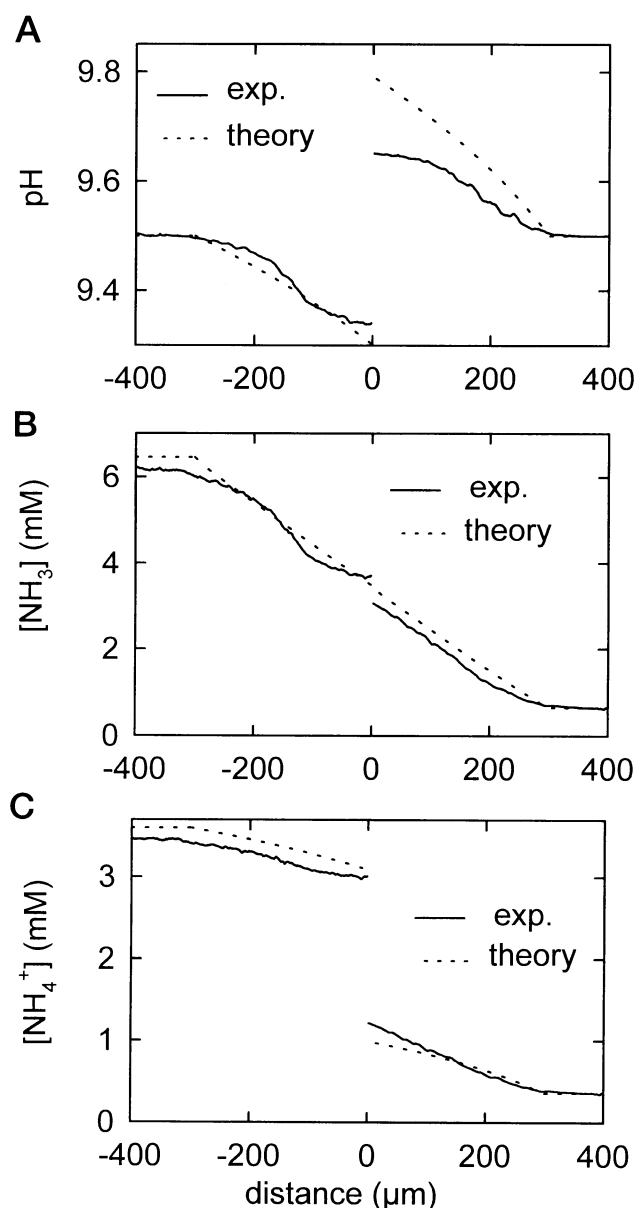 A
9.8
exp.
theory
9.6
pH
9.4
-400 -200 0 200 400
B
6
exp.
theory
4
[NH₃] (mM)
2
0
-400 -200 0 200 400
C
3
exp.
theory
2
[NH₄⁺] (mM)
1
0
-400 -200 0 200 400
distance (µm)